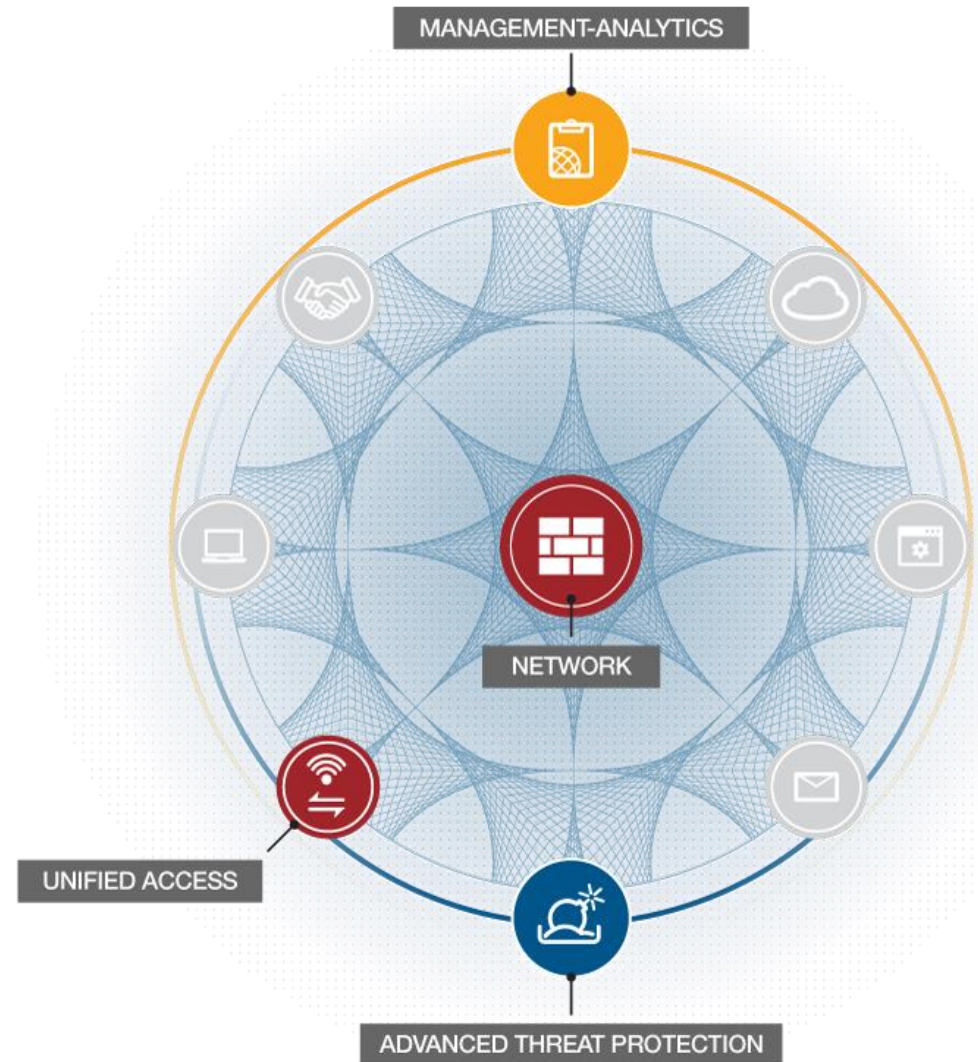 MANAGEMENT-ANALYTICS
NETWORK
UNIFIED ACCESS
ADVANCED THREAT PROTECTION